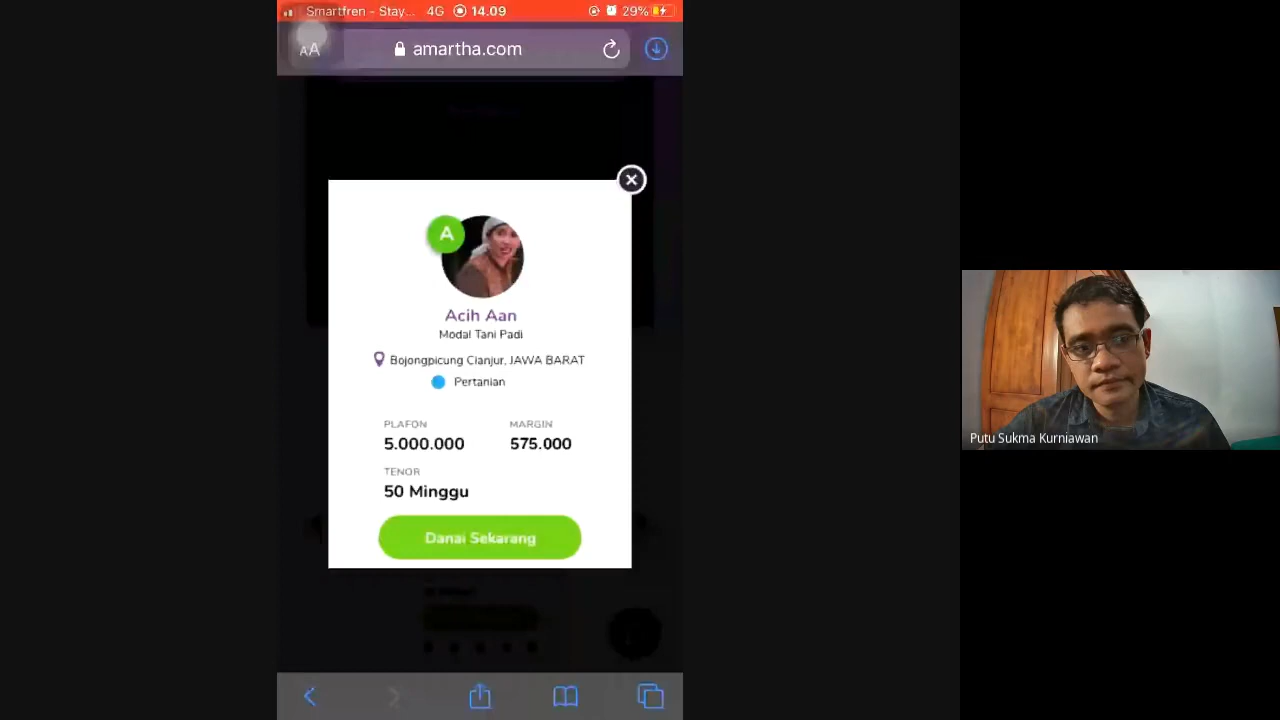 Smartfren - Stay... 4G 14.09 29%
AA amartha.com
A
Acih Aan
Modal Tani Padi
Bojongpicung Cianjur, JAWA BARAT
Pertanian
PLAFON MARGIN
5.000.000 575.000
TENOR
50 Minggu
Danai Sekarang
Putu Sukma Kurniawan